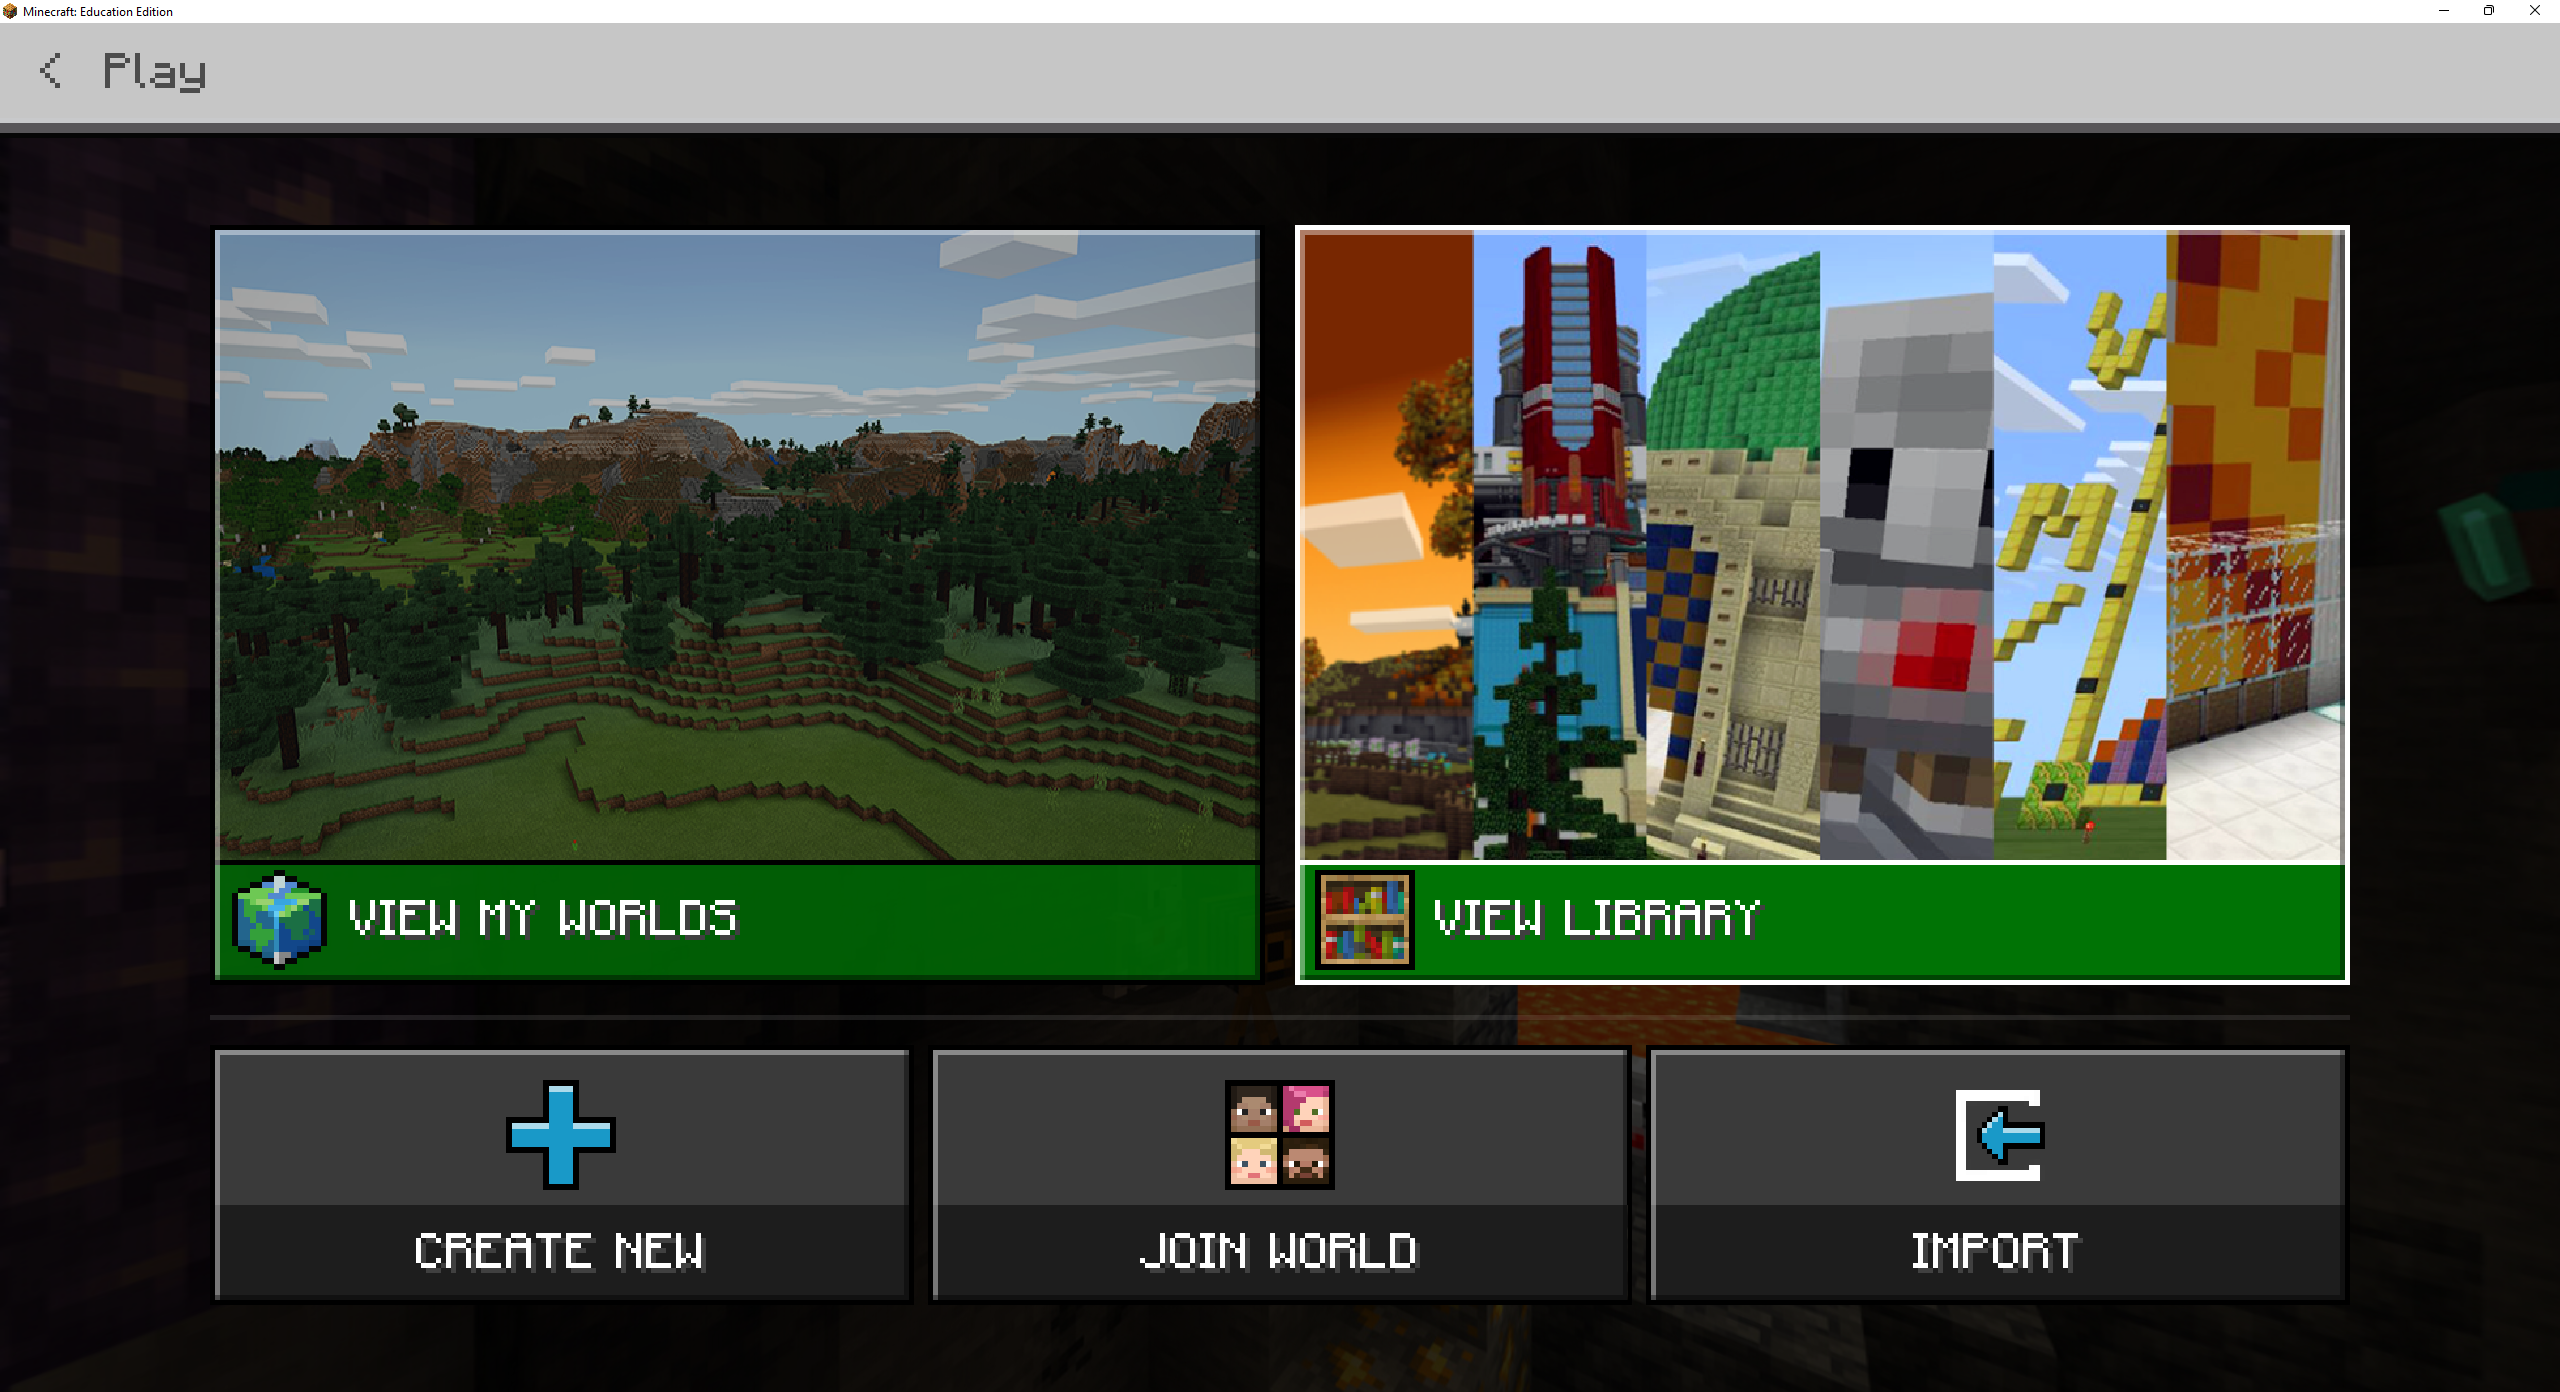 Minecraft: Education Edition
Play
VIEW MY WORLDS
VIEW LIBRARY
CREATE NEW
JOIN WORLD
IMPORT